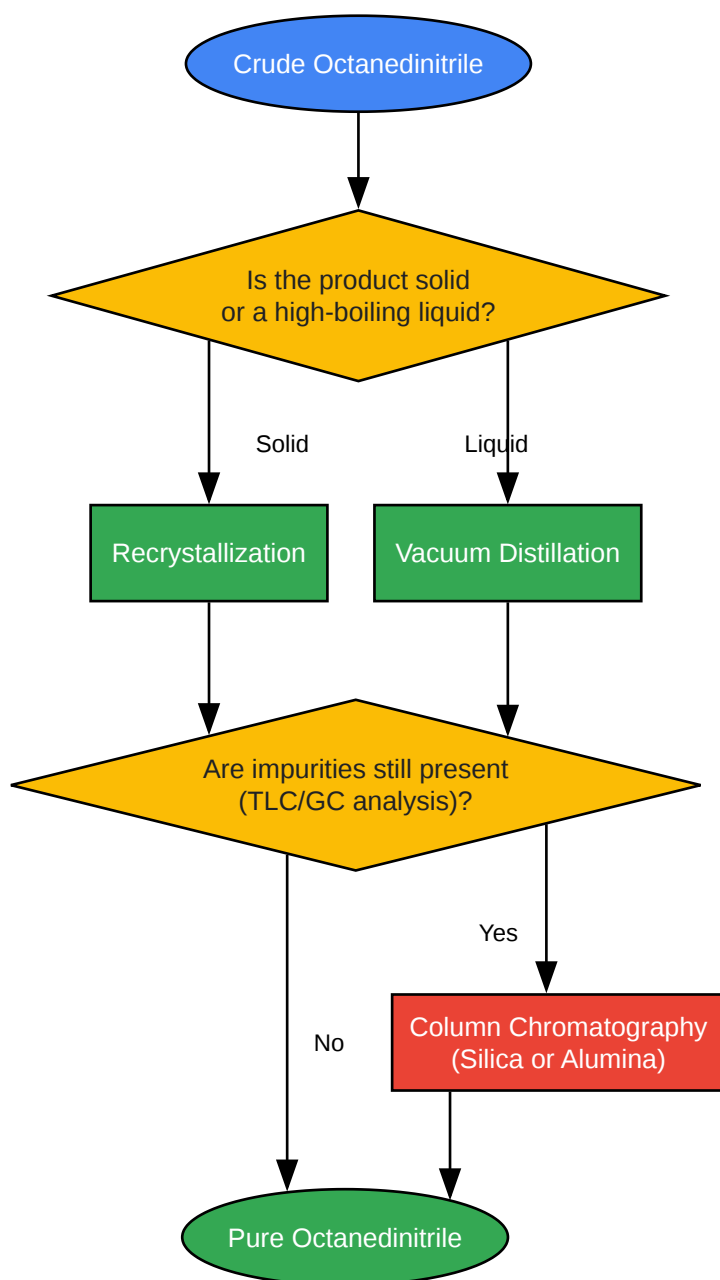 Crude Octanedinitrile
Is the product solid
or a high-boiling liquid?
Solid
Liquid
Recrystallization
Vacuum Distillation
Are impurities still present
(TLC/GC analysis)?
Yes
Column Chromatography
(Silica or Alumina)
No
Pure Octanedinitrile